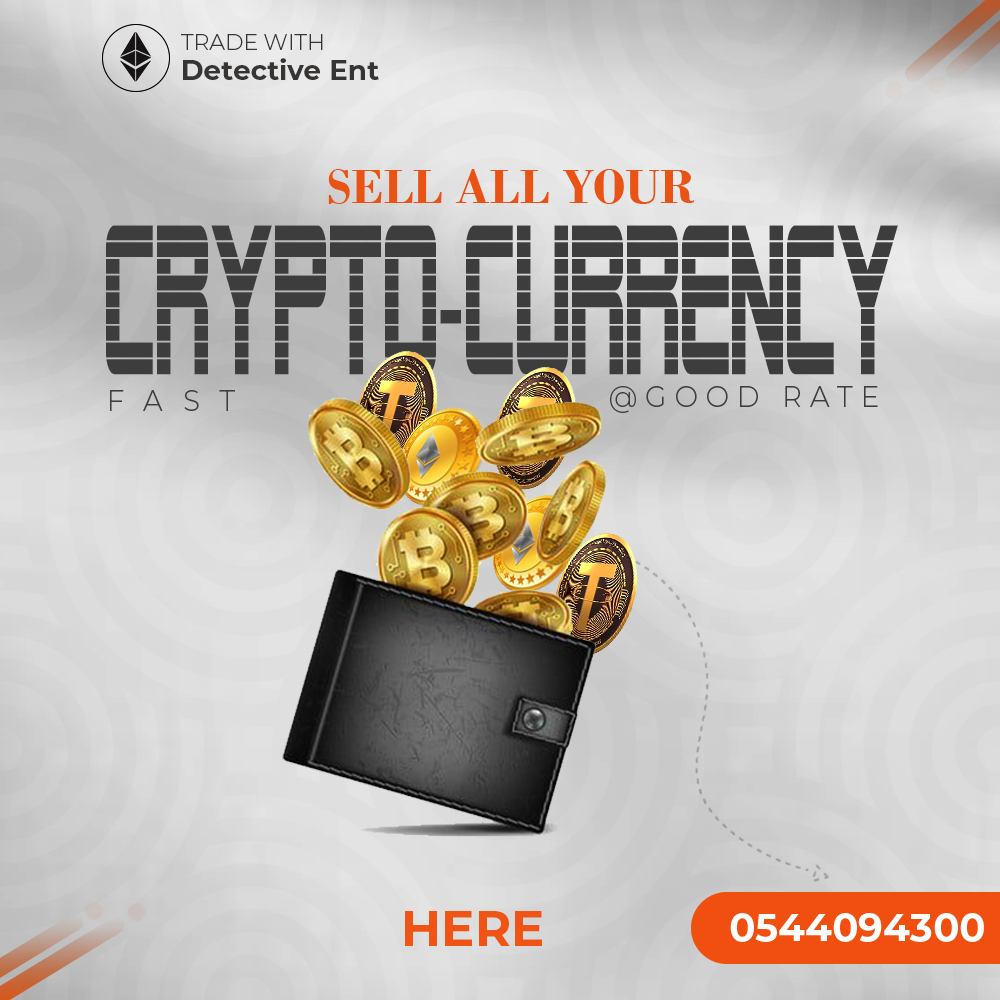 TRADE WITH
Detective Ent
SELL ALL YOUR
CRYPTO-CURRENCY
FAST
@GOOD RATE
HERE
0544094300